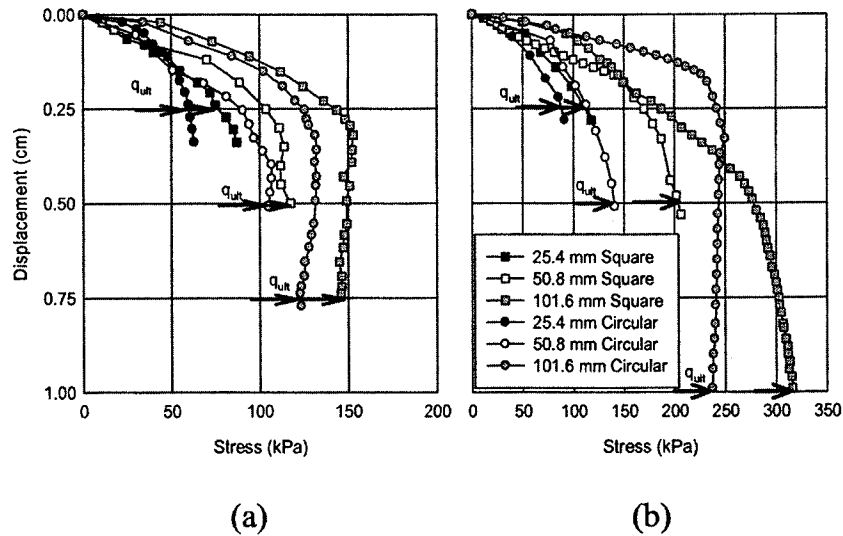 0.00
0.25
0.50
0.75
1.00
Displacement (cm)
q_ult
q_ult
q_ult
0
50
100
150
200
Stress (kPa)
(a)
q_ult
q_ult
q_ult
25.4 mm Square
50.8 mm Square
101.6 mm Square
25.4 mm Circular
50.8 mm Circular
101.6 mm Circular
0
50
100
150
200
250
300
350
Stress (kPa)
(b)